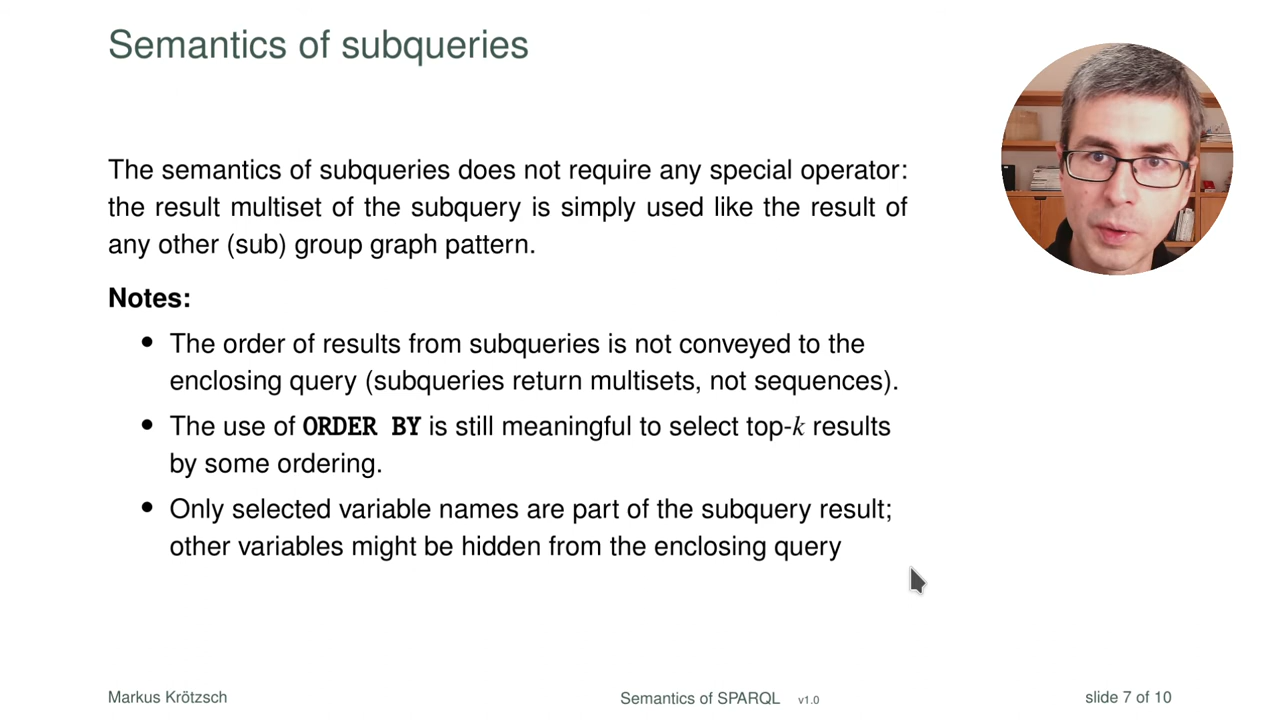 Semantics of subqueries
The semantics of subqueries does not require any special operator:
the result multiset of the subquery is simply used like the result of
any other (sub) group graph pattern.
Notes:
• The order of results from subqueries is not conveyed to the
enclosing query (subqueries return multisets, not sequences).
• The use of ORDER BY is still meaningful to select top-k results
by some ordering.
• Only selected variable names are part of the subquery result;
other variables might be hidden from the enclosing query
Markus Krötzsch Semantics of SPARQL v1.0 slide 7 of 10